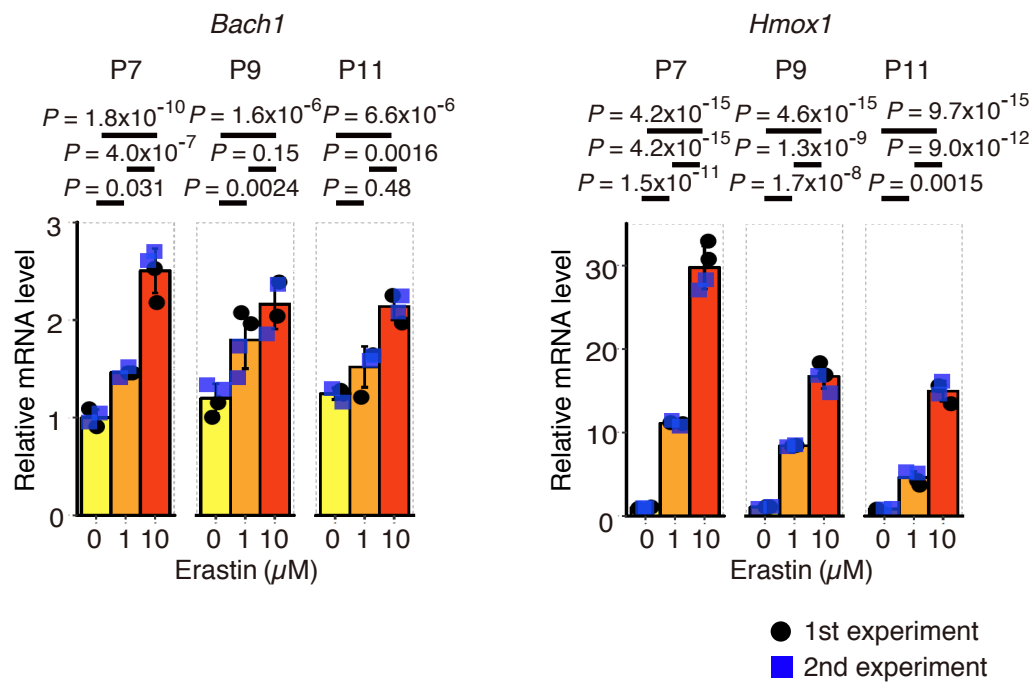 Bach1
Hmox1
P7 P9 P11
P7 P9 P11
P = 1.8x10⁻¹⁰ P = 1.6x10⁻⁶ P = 6.6x10⁻⁶
P = 4.0x10⁻⁷ P = 0.15 P = 0.0016
P = 0.031 P = 0.0024 P = 0.48
P = 4.2x10⁻¹⁵ P = 4.6x10⁻¹⁵ P = 9.7x10⁻¹⁵
P = 4.2x10⁻¹⁵ P = 1.3x10⁻⁹ P = 9.0x10⁻¹²
P = 1.5x10⁻¹¹ P = 1.7x10⁻⁸ P = 0.0015
Relative mRNA level
3
2
1
0
0 1 10 0 1 10 0 1 10
Erastin (µM)
Relative mRNA level
30
20
10
0
0 1 10 0 1 10 0 1 10
Erastin (µM)
1st experiment
2nd experiment